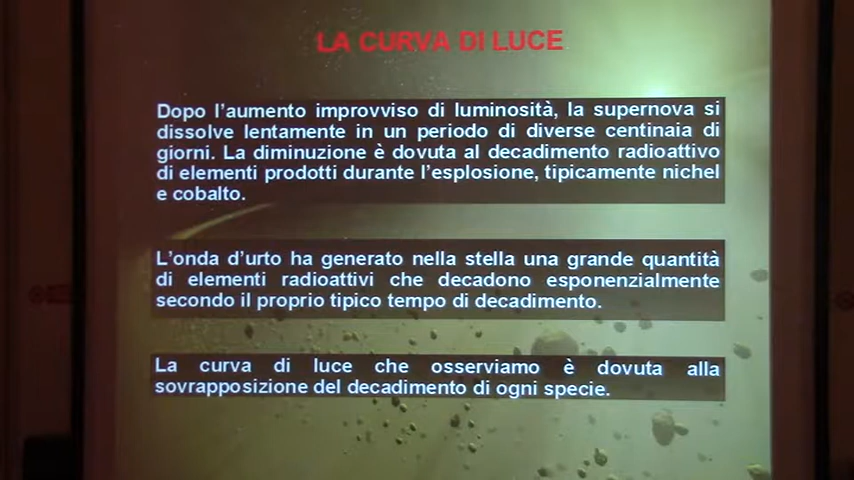 LA CURVA DI LUCE
Dopo l'aumento improvviso di luminosità, la supernova si
dissolve lentamente in un periodo di diverse centinaia di
giorni. La diminuzione è dovuta al decadimento radioattivo
di elementi prodotti durante l'esplosione, tipicamente nichel
e cobalto.
L'onda d'urto ha generato nella stella una grande quantità
di elementi radioattivi che decadono esponenzialmente
secondo il proprio tipico tempo di decadimento.
La curva di luce che osserviamo è dovuta alla
sovrapposizione del decadimento di ogni specie.